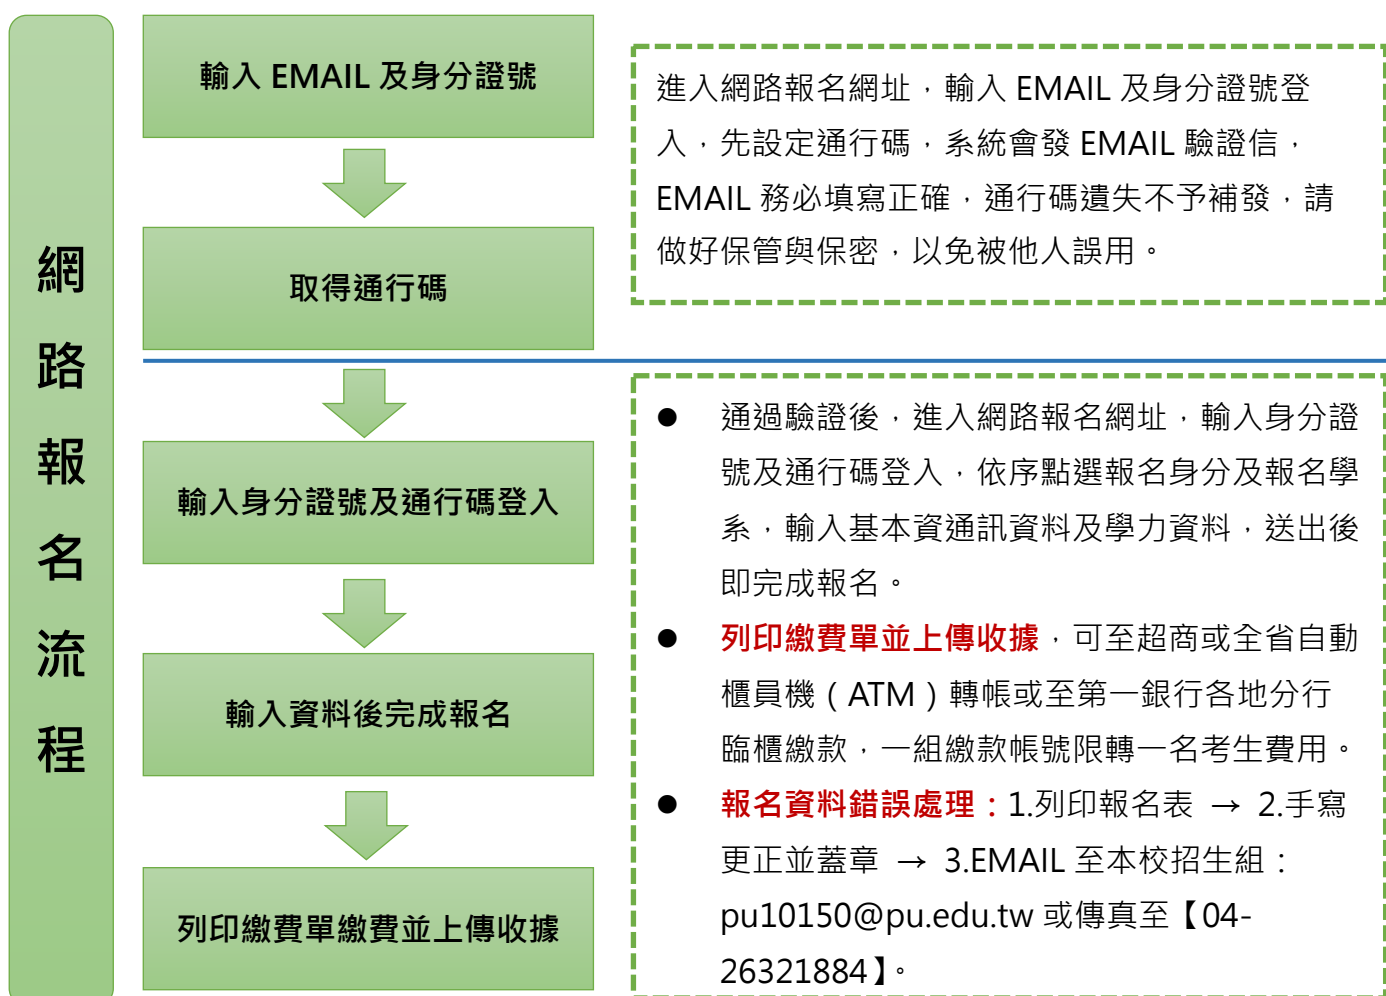 網
路
報
名
流
程
輸入 EMAIL 及身分證號
取得通行碼
輸入身分證號及通行碼登入
輸入資料後完成報名
列印繳費單繳費並上傳收據
進入網路報名網址，輸入 EMAIL 及身分證號登
入，先設定通行碼，系統會發 EMAIL 驗證信，
EMAIL 務必填寫正確，通行碼遺失不予補發，請
做好保管與保密，以免被他人誤用。
● 通過驗證後，進入網路報名網址，輸入身分證
號及通行碼登入，依序點選報名身分及報名學
系，輸入基本資通訊資料及學力資料，送出後
即完成報名。
● 列印繳費單並上傳收據，可至超商或全省自動
櫃員機（ATM）轉帳或至第一銀行各地分行
臨櫃繳款，一組繳款帳號限轉一名考生費用。
● 報名資料錯誤處理：1.列印報名表 → 2.手寫
更正並蓋章 → 3.EMAIL 至本校招生組：
pu10150@pu.edu.tw 或傳真至【04-
26321884】。